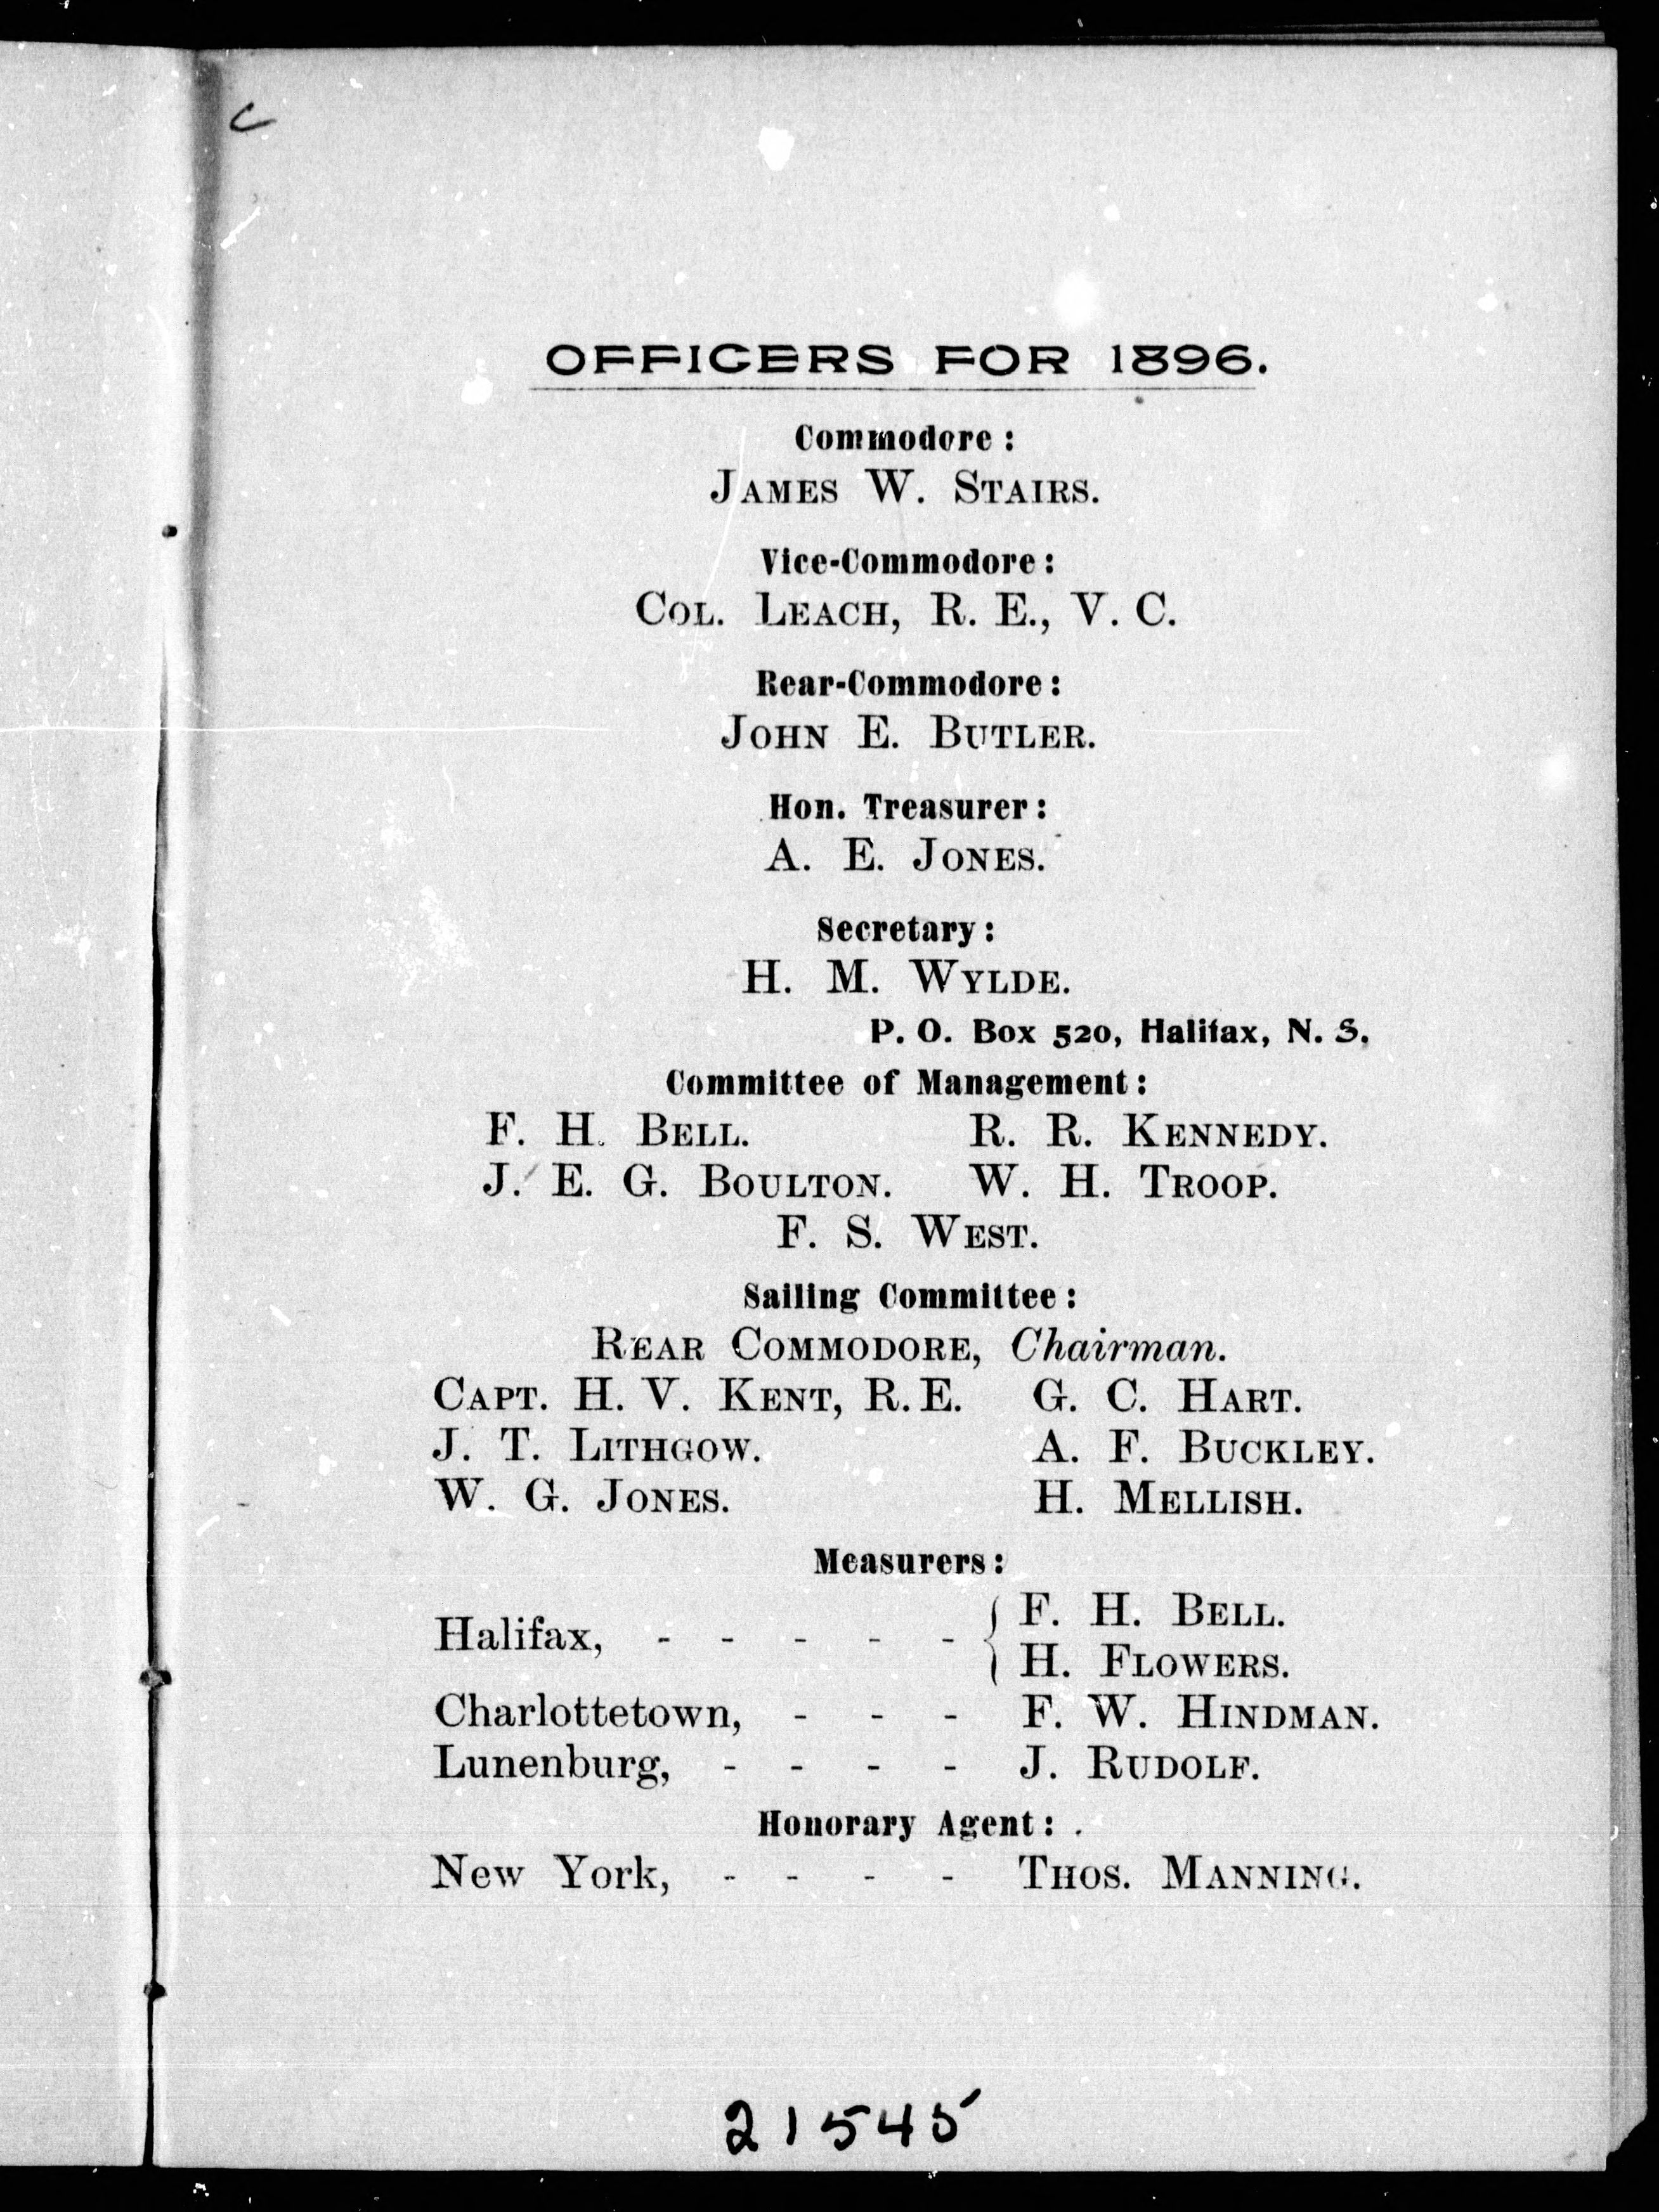 OFFICERS FOR 1896.
Commodore:
JAMES W. STAIRS.
Vice-Commodore:
COL. LEACH, R. E., V. C.
Rear-Commodore:
JOHN E. BUTLER.
Hon. Treasurer:
A. E. JONES.
Secretary:
H. M. WYLDE.
P. O. Box 520, Halifax, N. S.
Committee of Management:
F. H. BELL. R. R. KENNEDY.
J. E. G. BOULTON. W. H. TROOP.
F. S. WEST.
Sailing Committee:
REAR COMMODORE, Chairman.
CAPT. H. V. KENT, R. E. G. C. HART.
J. T. LITHGOW. A. F. BUCKLEY.
W. G. JONES. H. MELLISH.
Measurers:
Halifax, - - - - - { F. H. BELL.
H. FLOWERS.
Charlottetown, - - - F. W. HINDMAN.
Lunenburg, - - - - J. RUDOLF.
Honorary Agent:
New York, - - - - THOS. MANNING.
21545